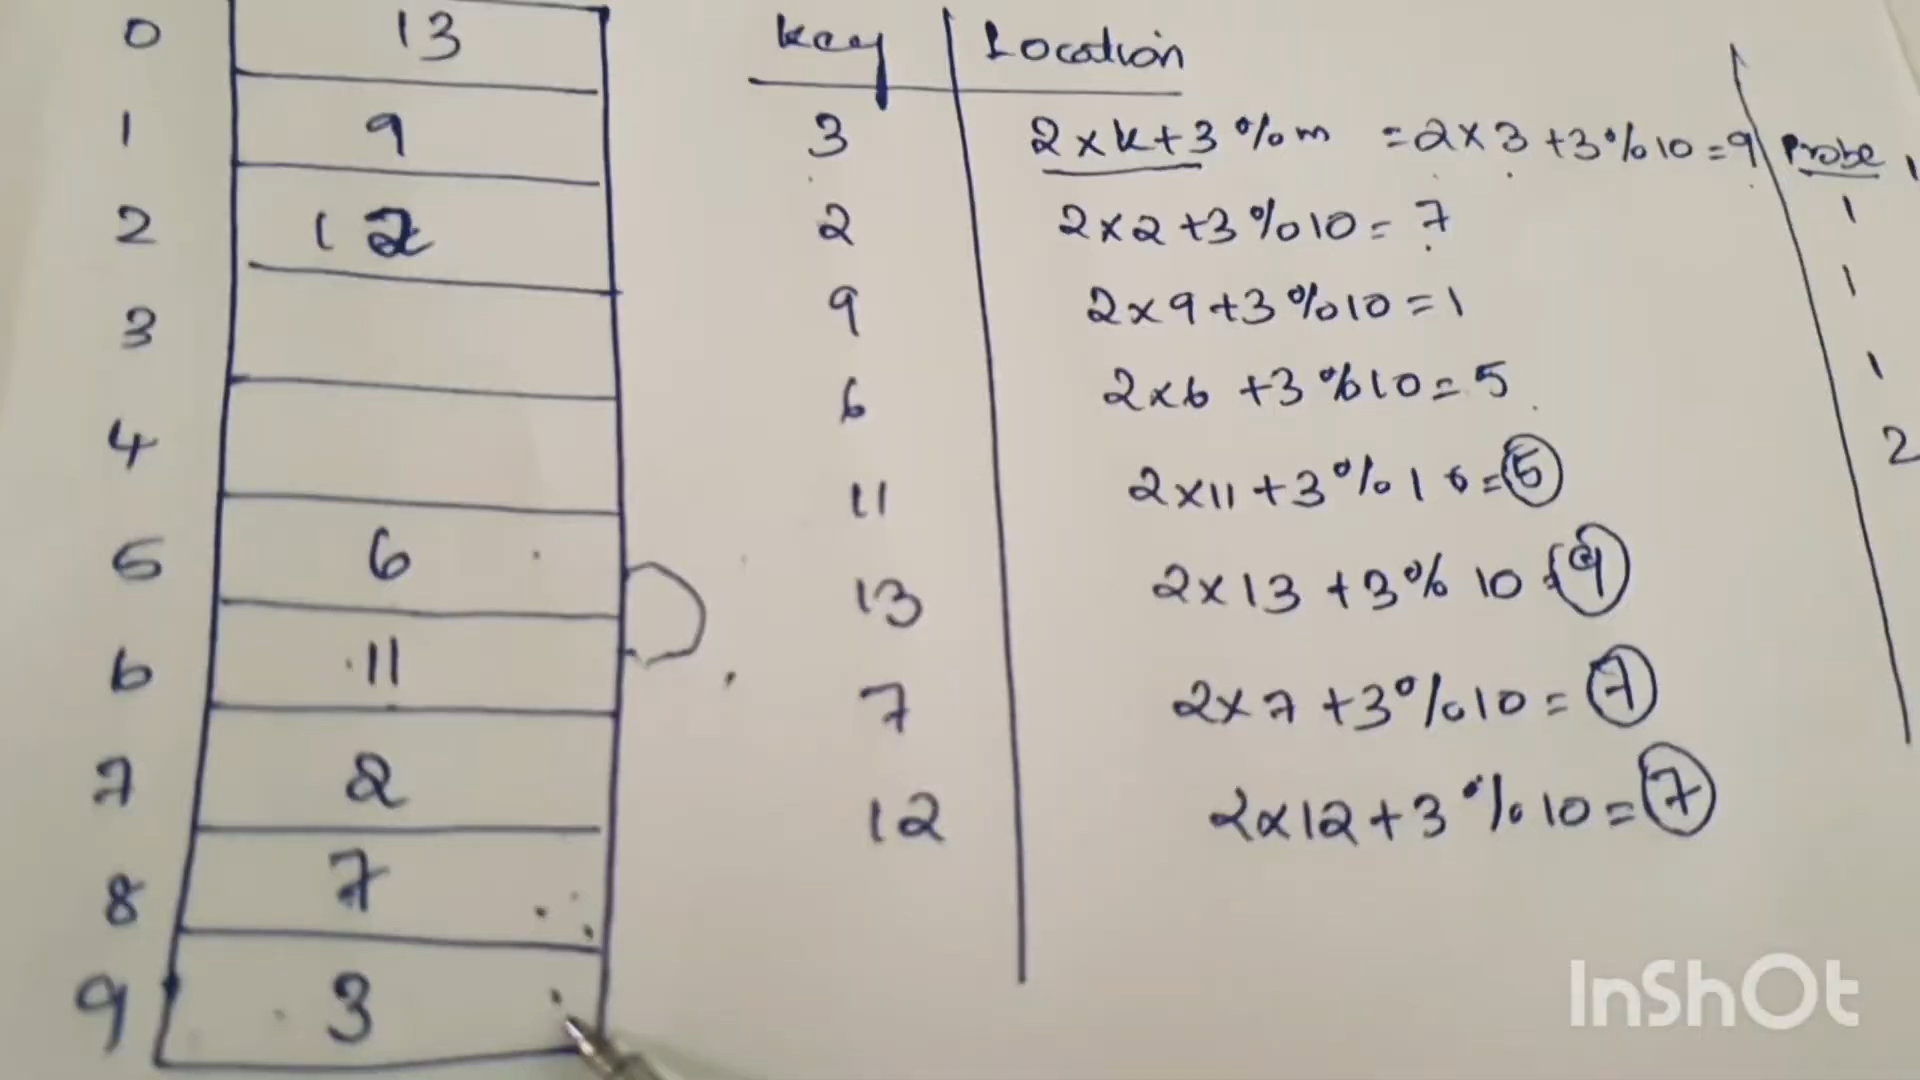 0 13
1 9
2 12
3
4
5 6
6 11
7 2
8 7
9 3
key Location
3 2×k+3%m =2×3+3%10=9 Probe 1
2 2×2+3%10=7 1
9 2×9+3%10=1 1
6 2×6+3%10=5 1
11 2×11+3%10=5 2
13 2×13+3%10=9
7 2×7+3%10=7
12 2×12+3%10=7
InShOt